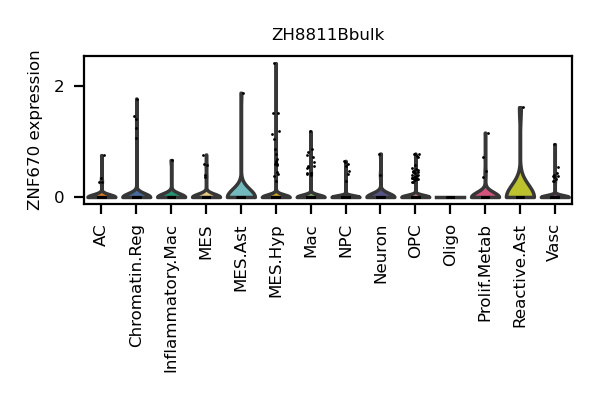 ZH8811Bbulk
ZNF670 expression
2
0
AC
Chromatin.Reg
Inflammatory.Mac
MES
MES.Ast
MES.Hyp
Mac
NPC
Neuron
OPC
Oligo
Prolif.Metab
Reactive.Ast
Vasc